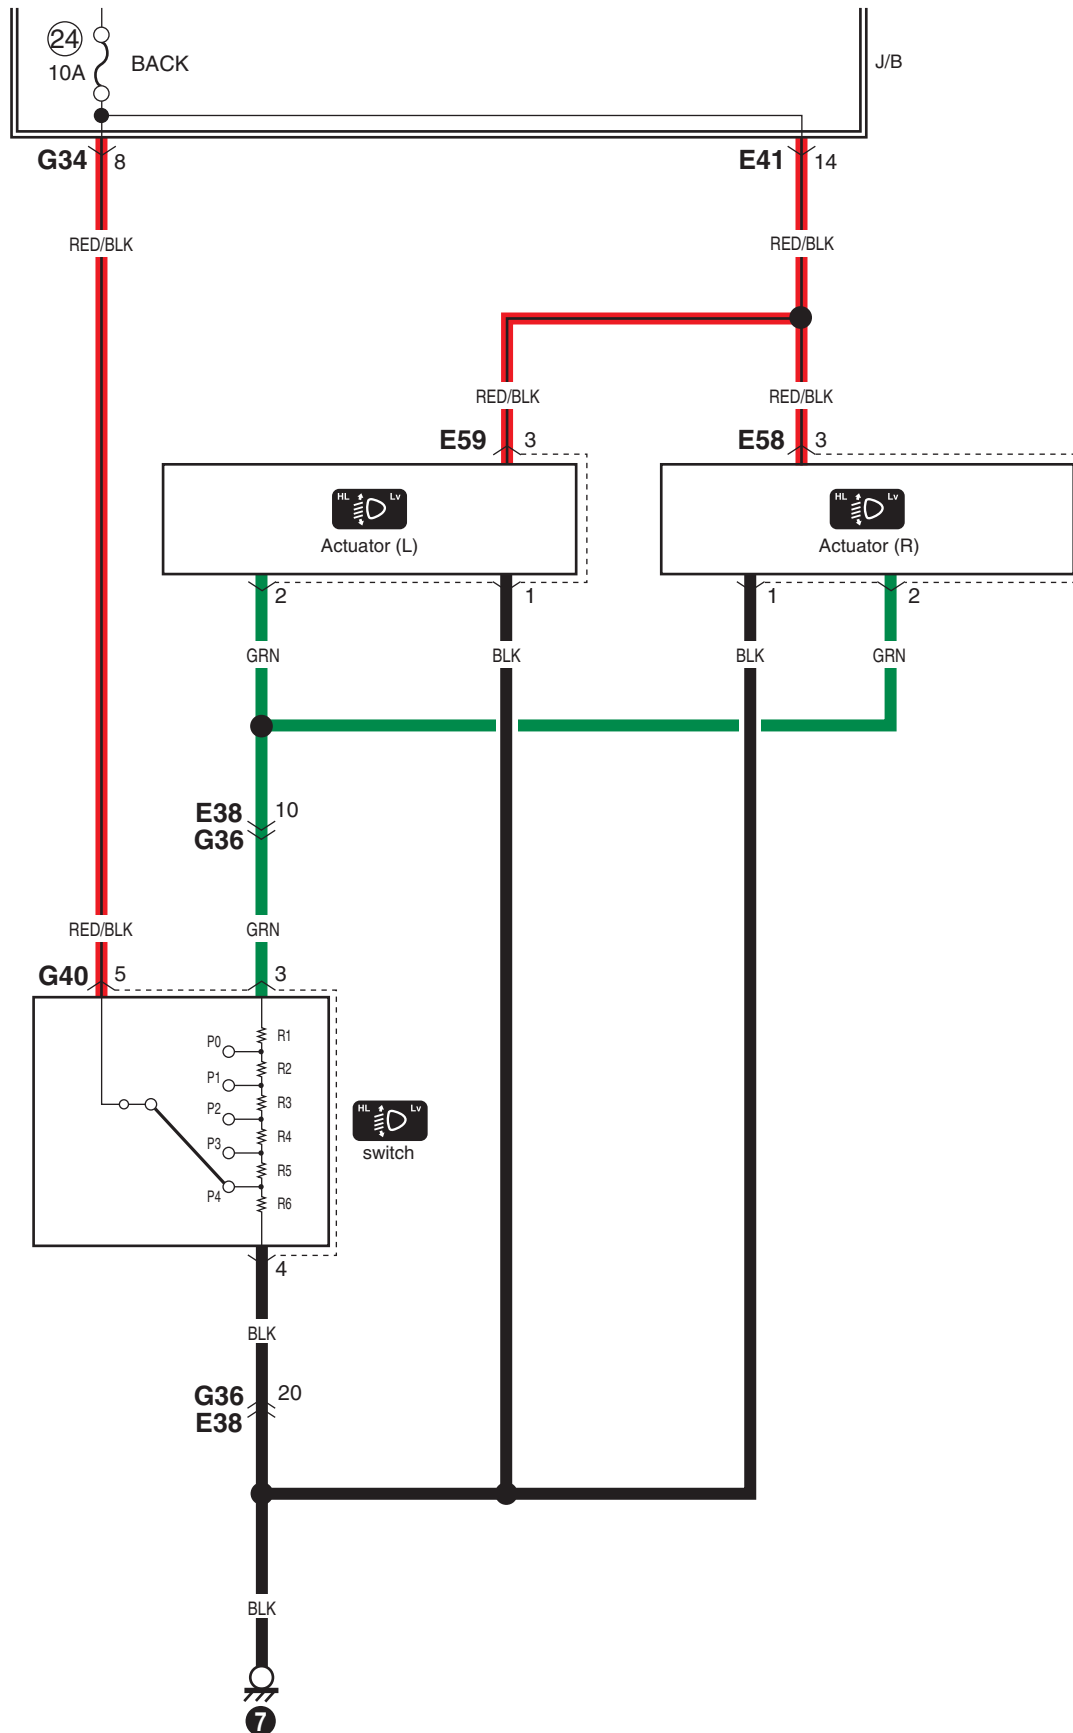 24
10A
BACK
J/B
G34 8
E41 14
RED/BLK
RED/BLK
RED/BLK
RED/BLK
E59 3
E58 3
HL Lv
Actuator (L)
HL Lv
Actuator (R)
2
1
1
2
GRN
BLK
BLK
GRN
E38 10
G36
RED/BLK
GRN
G40 5
3
P0
R1
P1
R2
P2
R3
P3
R4
P4
R5
R6
HL Lv
switch
4
BLK
G36 20
E38
BLK
7